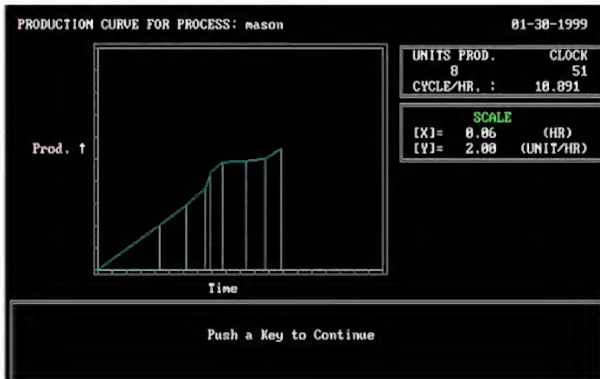 PRODUCTION CURVE FOR PROCESS: mason 01-30-1999
UNITS PROD. CLOCK
8 51
CYCLE/HR. : 10.891
SCALE
[X]= 0.06 (HR)
[Y]= 2.00 (UNIT/HR)
Prod. ↑
Time
Push a Key to Continue